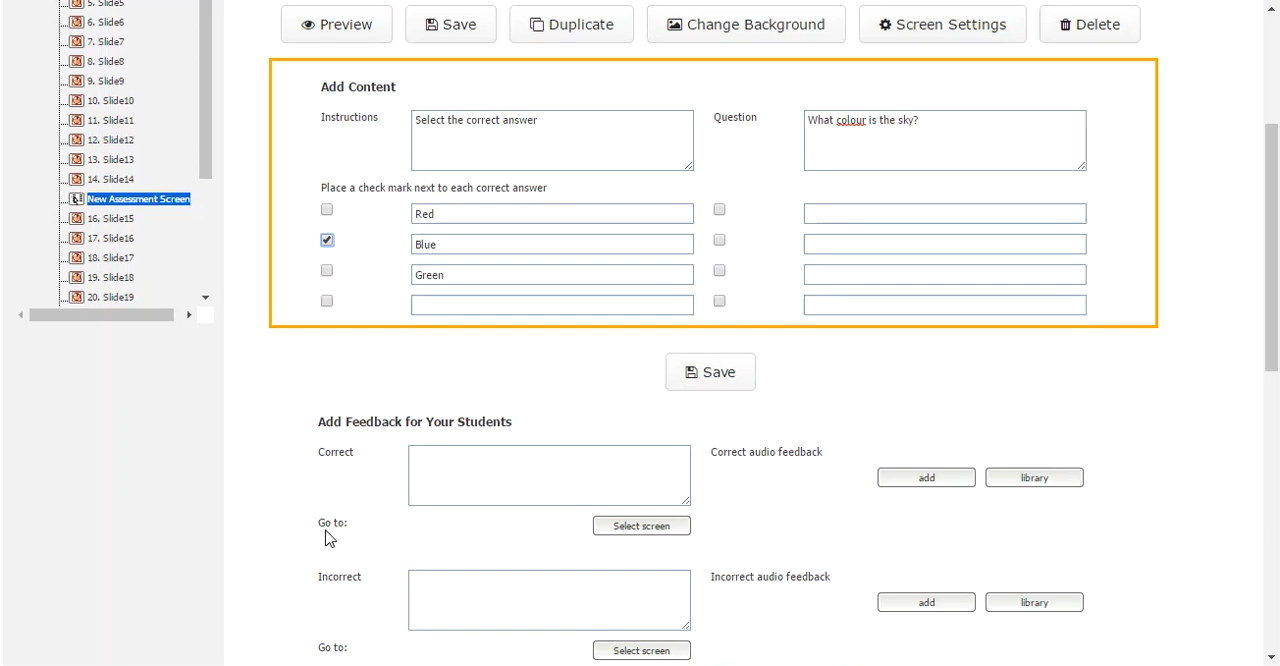 5. Slide5
6. Slide6
7. Slide7
8. Slide8
9. Slide9
10. Slide10
11. Slide11
12. Slide12
13. Slide13
14. Slide14
New Assessment Screen
16. Slide15
17. Slide16
18. Slide17
19. Slide18
20. Slide19
Preview
Save
Duplicate
Change Background
Screen Settings
Delete
Add Content
Instructions
Select the correct answer
Question
What colour is the sky?
Place a check mark next to each correct answer
Red
Blue
Green
Save
Add Feedback for Your Students
Correct
Correct audio feedback
add
library
Go to:
Select screen
Incorrect
Incorrect audio feedback
add
library
Go to:
Select screen